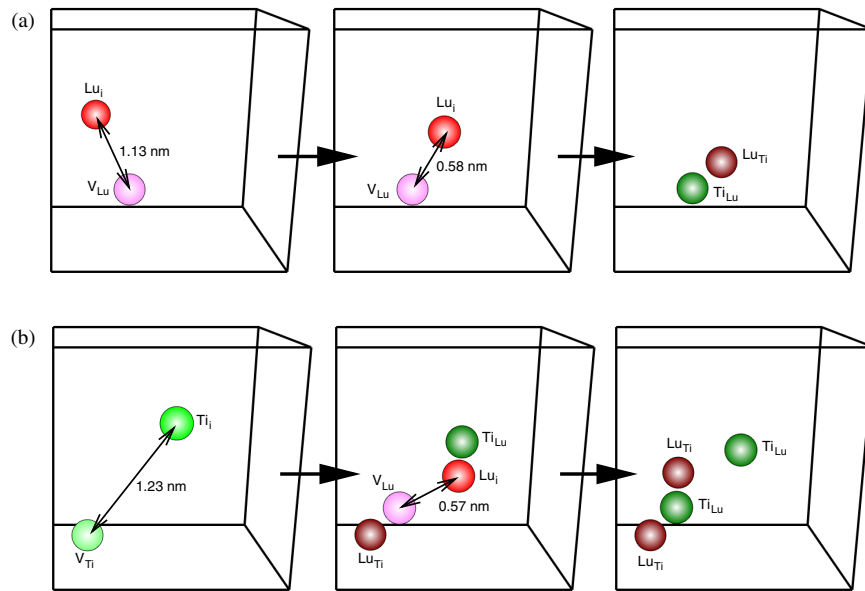 (a)
Lu_i
1.13 nm
V_Lu
Lu_i
0.58 nm
V_Lu
Lu_Ti
Ti_Lu
(b)
Ti_i
1.23 nm
V_Ti
Ti_Lu
V_Lu
Lu_i
0.57 nm
Lu_Ti
Lu_Ti
Ti_Lu
Ti_Lu
Lu_Ti